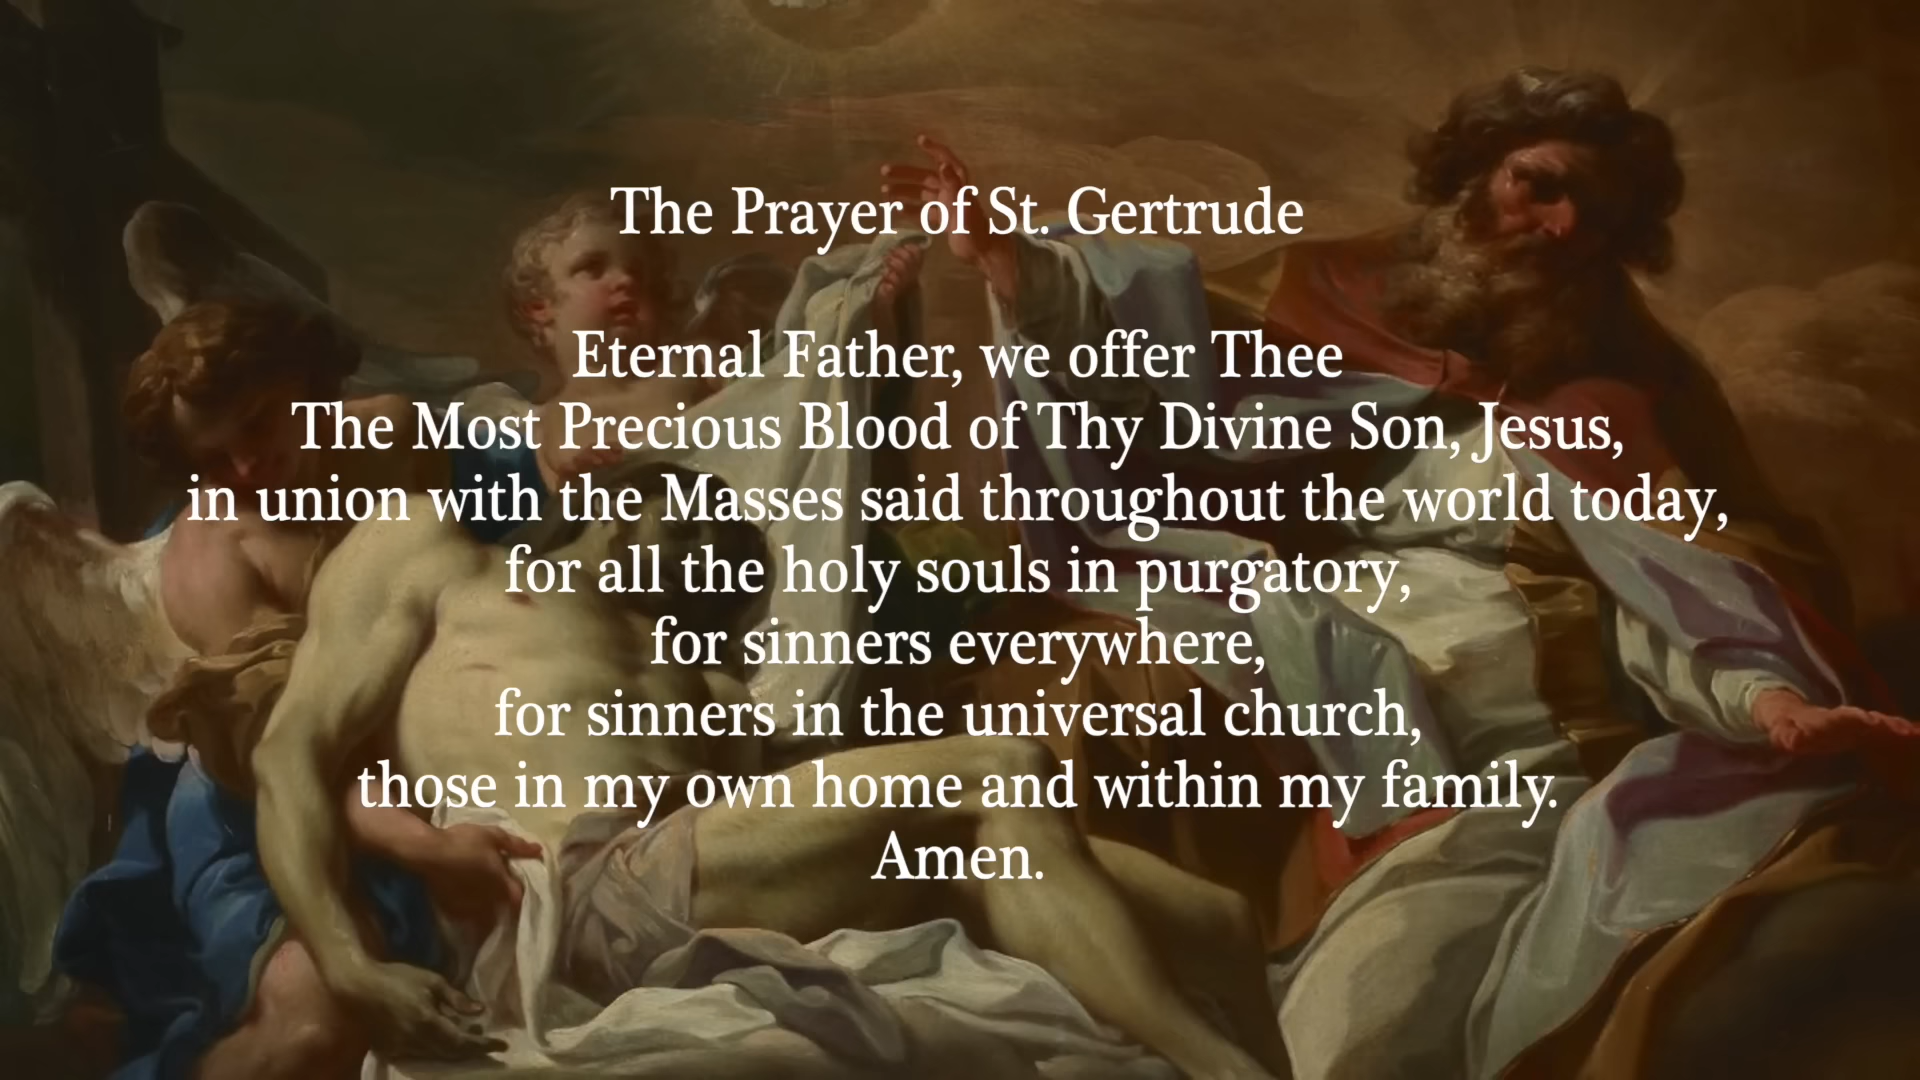 The Prayer of St. Gertrude
Eternal Father, we offer Thee
The Most Precious Blood of Thy Divine Son, Jesus,
in union with the Masses said throughout the world today,
for all the holy souls in purgatory,
for sinners everywhere,
for sinners in the universal church,
those in my own home and within my family.
Amen.